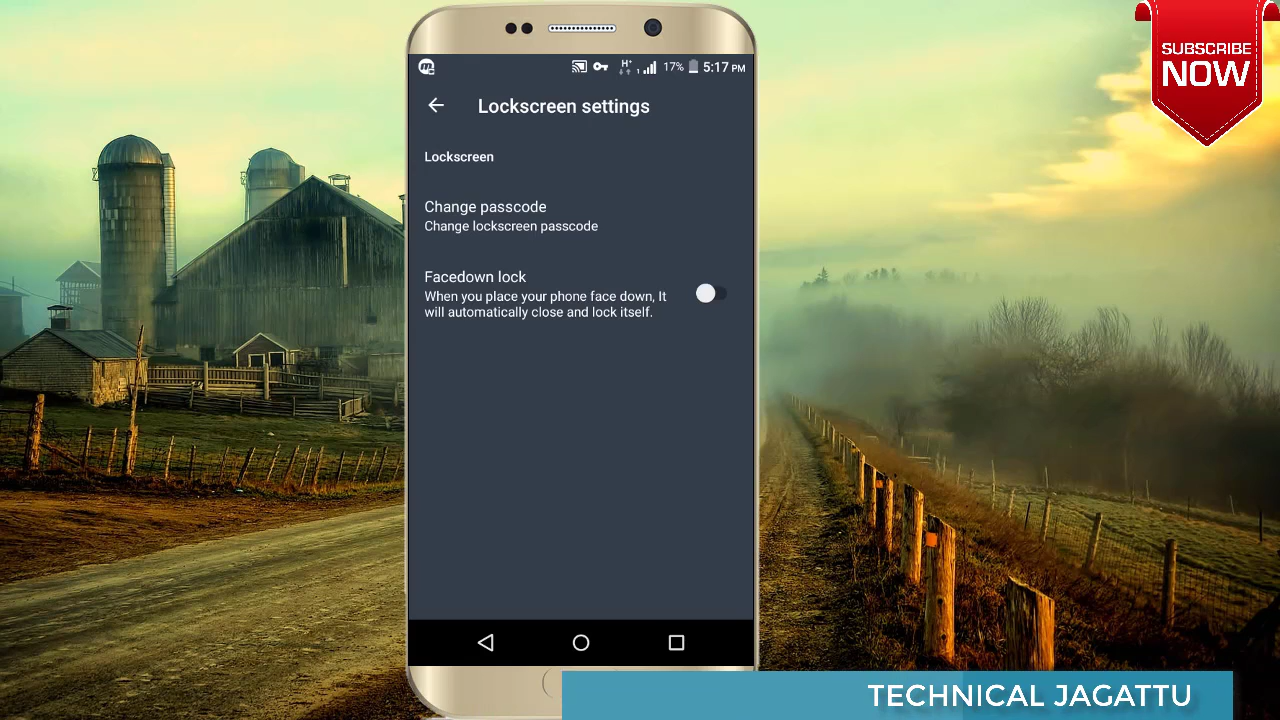 SUBSCRIBE
NOW
H+
1
17%
5:17 PM
Lockscreen settings
Lockscreen
Change passcode
Change lockscreen passcode
Facedown lock
When you place your phone face down, It
will automatically close and lock itself.
TECHNICAL JAGATTU